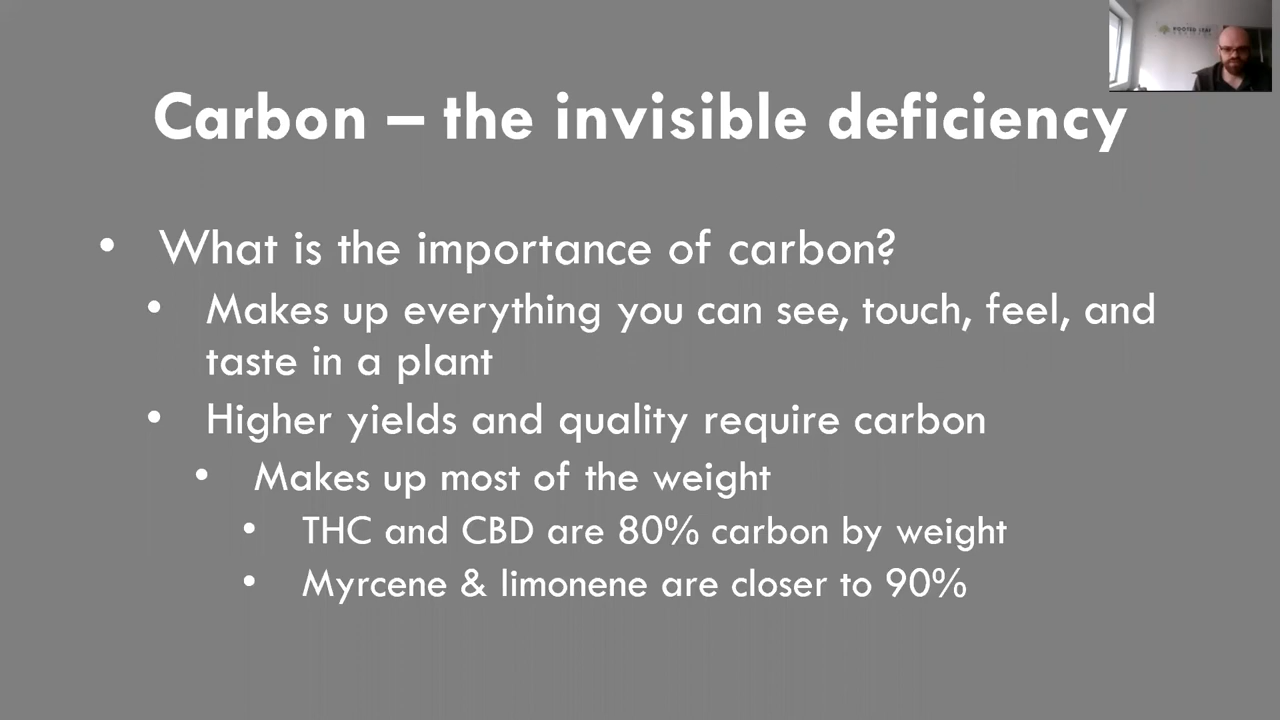 Carbon – the invisible deficiency
• What is the importance of carbon?
• Makes up everything you can see, touch, feel, and
taste in a plant
• Higher yields and quality require carbon
• Makes up most of the weight
• THC and CBD are 80% carbon by weight
• Myrcene & limonene are closer to 90%